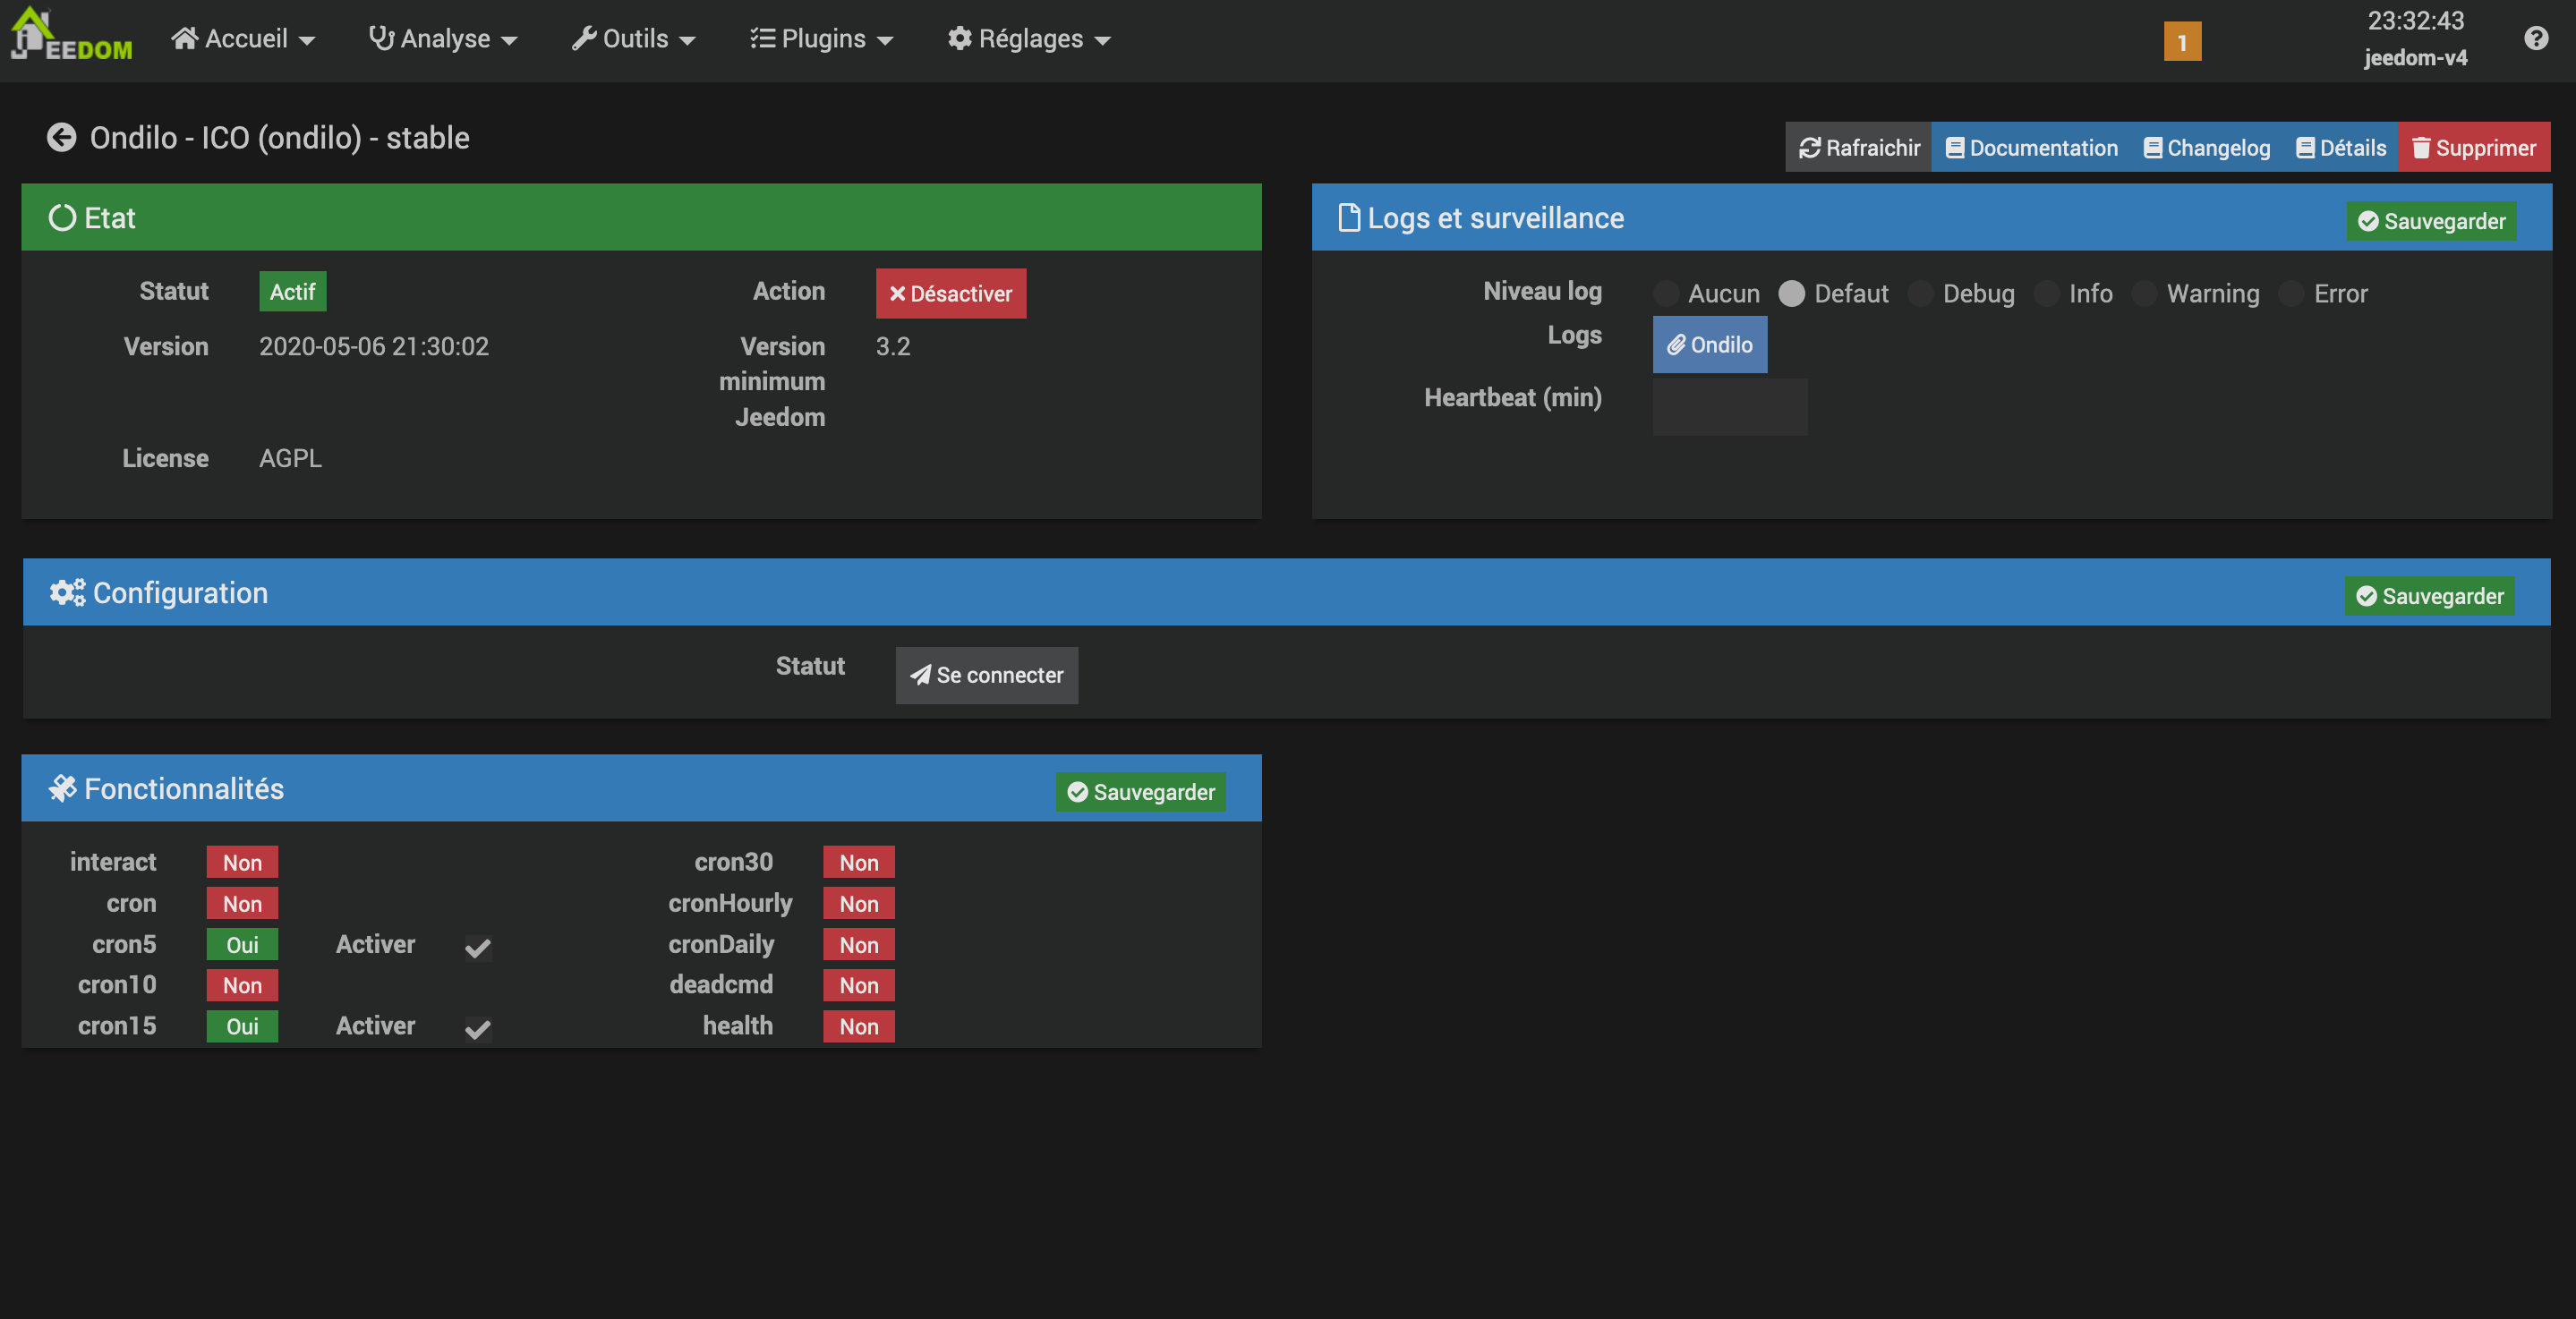 JEEDOM Accueil Analyse Outils Plugins Réglages 1 23:32:43
jeedom-v4
Ondilo - ICO (ondilo) - stable
Rafraichir Documentation Changelog Détails Supprimer
Etat
Statut Actif Action Désactiver
Version 2020-05-06 21:30:02 Version minimum Jeedom 3.2
License AGPL
Logs et surveillance Sauvegarder
Niveau log Aucun Defaut Debug Info Warning Error
Logs Ondilo
Heartbeat (min)
Configuration Sauvegarder
Statut Se connecter
Fonctionnalités Sauvegarder
interact Non cron30 Non
cron Non cronHourly Non
cron5 Oui Activer cronDaily Non
cron10 Non deadcmd Non
cron15 Oui Activer health Non